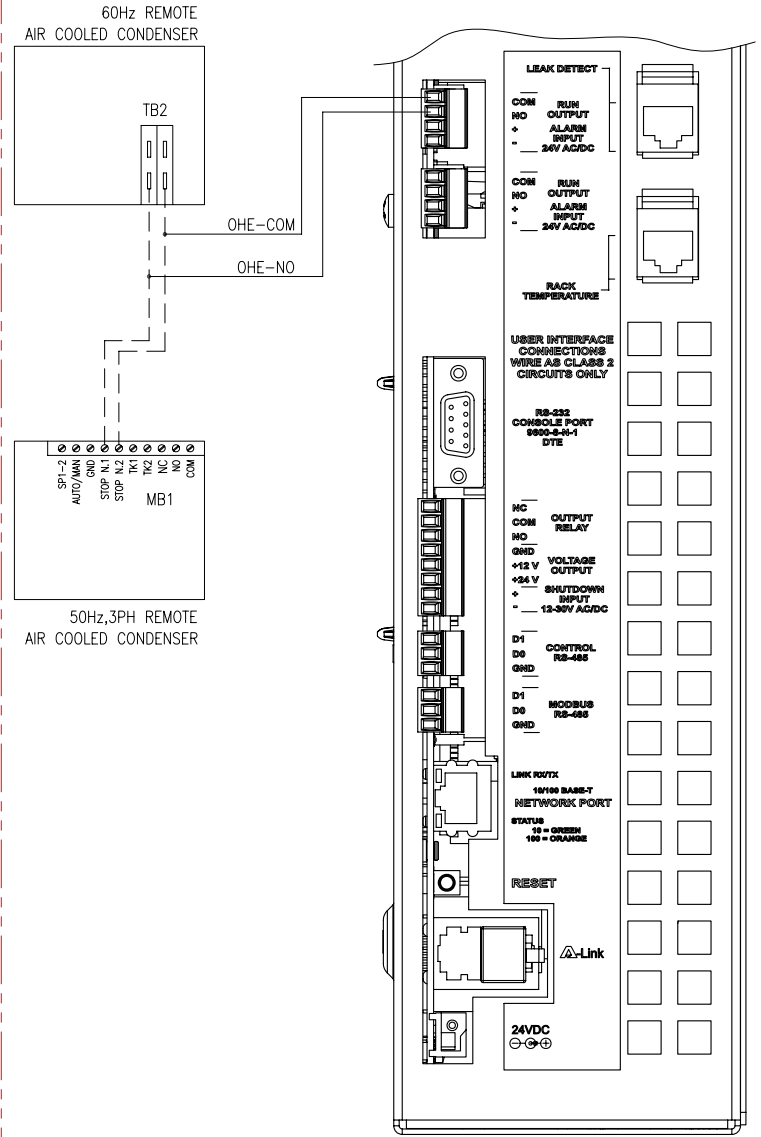 60Hz REMOTE
AIR COOLED CONDENSER
TB2
OHE-COM
OHE-NO
SP1-2
AUTO/MAN
GND
STOP N.1
STOP N.2
TK1
TK2
NC
NO
COM
MB1
50Hz,3PH REMOTE
AIR COOLED CONDENSER
LEAK DETECT
COM
NO
+
-
RUN
OUTPUT
ALARM
INPUT
24V AC/DC
COM
NO
+
-
RUN
OUTPUT
ALARM
INPUT
24V AC/DC
RACK
TEMPERATURE
USER INTERFACE
CONNECTIONS
WIRE AS CLASS 2
CIRCUITS ONLY
RS-232
CONSOLE PORT
9600-8-N-1
DTE
NC
COM
NO
OUTPUT
RELAY
GND
+12 V
+24 V
VOLTAGE
OUTPUT
+
-
SHUTDOWN
INPUT
12-30V AC/DC
D1
D0
GND
CONTROL
RS-485
D1
D0
GND
MODBUS
RS-485
LINK RX/TX
10/100 BASE-T
NETWORK PORT
STATUS
10 = GREEN
100 = ORANGE
RESET
A-Link
24VDC